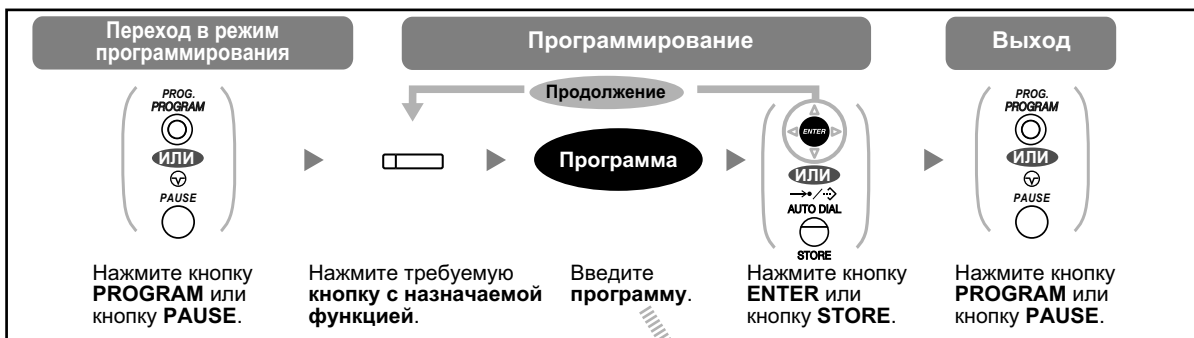 Переход в режим
программирования
Программирование
Выход
Продолжение
PROG.
PROGRAM
ИЛИ
PAUSE
Программа
ENTER
ИЛИ
AUTO DIAL
STORE
PROG.
PROGRAM
ИЛИ
PAUSE
Нажмите кнопку
PROGRAM или
кнопку PAUSE.
Нажмите требуемую
кнопку с назначаемой
функцией.
Введите
программу.
Нажмите кнопку
ENTER или
кнопку STORE.
Нажмите кнопку
PROGRAM или
кнопку PAUSE.